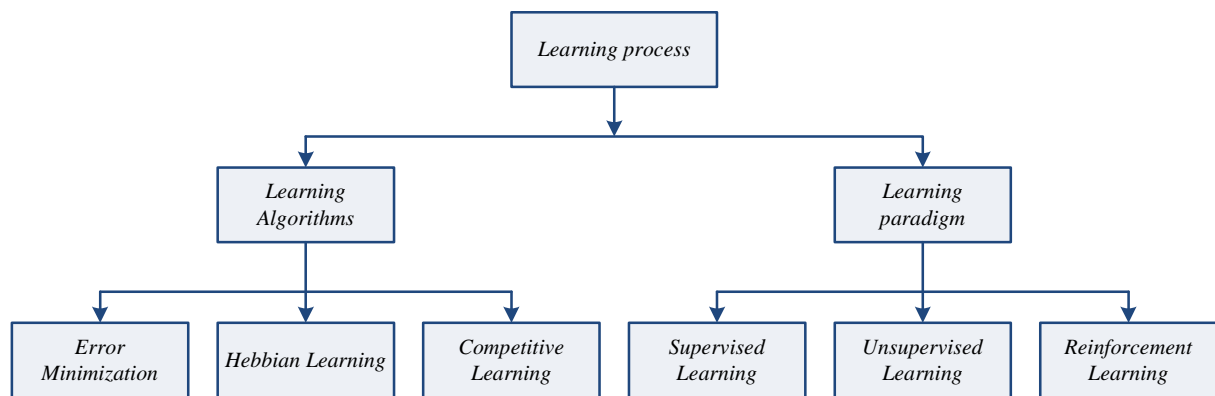 Learning process
Learning
Algorithms
Learning
paradigm
Error
Minimization
Hebbian Learning
Competitive
Learning
Supervised
Learning
Unsupervised
Learning
Reinforcement
Learning